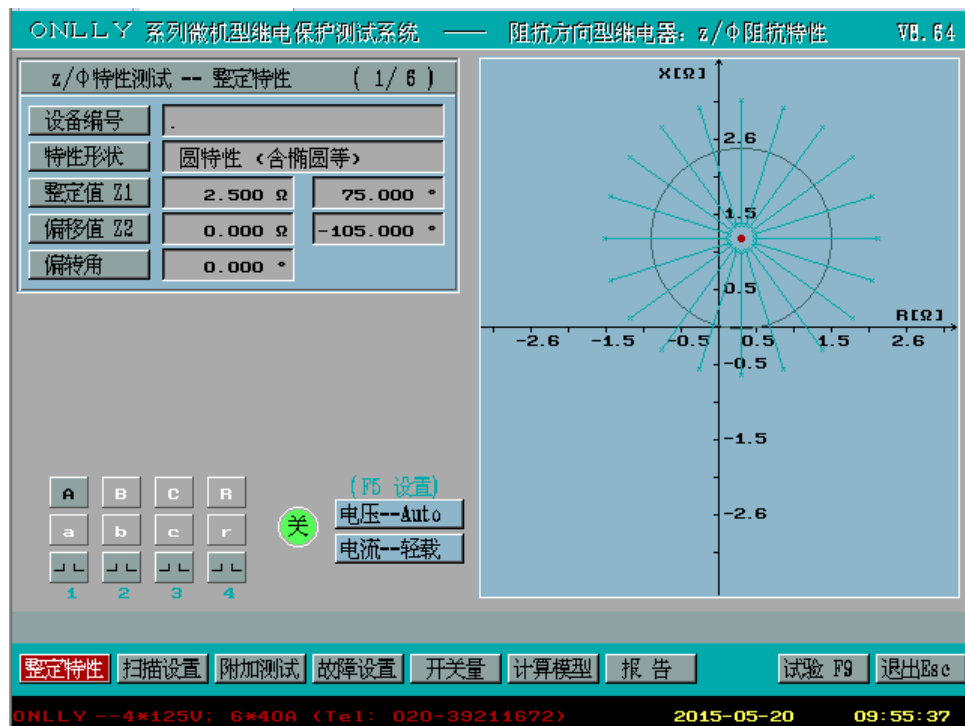 ONLLY 系列微机型继电保护测试系统 —— 阻抗方向型继电器: z/Φ阻抗特性 V8.64
z/Φ特性测试 -- 整定特性 ( 1/ 6 )
设备编号 .
特性形状 圆特性 (含椭圆等)
整定值 Z1 2.500 Ω 75.000 °
偏移值 Z2 0.000 Ω -105.000 °
偏转角 0.000 °
X[Ω]
2.6
1.5
0.5
R[Ω]
-2.6 -1.5 -0.5 0.5 1.5 2.6
-0.5
-1.5
-2.6
A B C R
a b c r
1 2 3 4
关
(F5 设置)
电压--Auto
电流--轻载
整定特性 扫描设置 附加测试 故障设置 开关量 计算模型 报 告 试验 F9 退出Esc
ONLLY --4*125V; 6*40A (Tel: 020-39211672) 2015-05-20 09:55:37